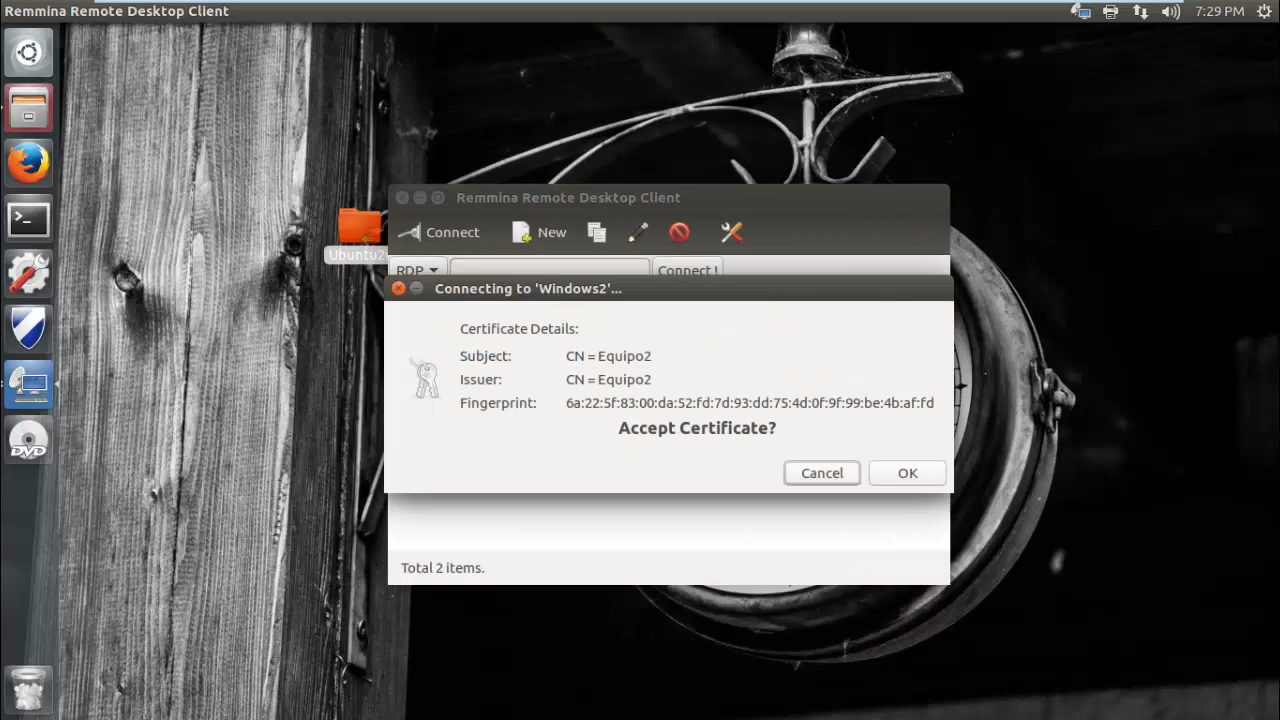 Remmina Remote Desktop Client
7:29 PM
Remmina Remote Desktop Client
Connect
New
Ubuntu2
RDP
Connect !
Connecting to 'Windows2'...
Certificate Details:
Subject: CN = Equipo2
Issuer: CN = Equipo2
Fingerprint: 6a:22:5f:83:00:da:52:fd:7d:93:dd:75:4d:0f:9f:99:be:4b:af:fd
Accept Certificate?
Cancel
OK
Total 2 items.
DVD